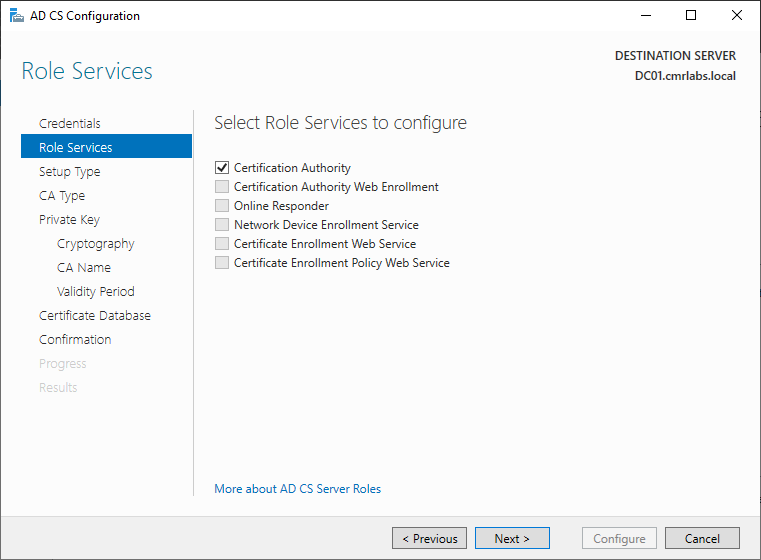 AD CS Configuration
Role Services
DESTINATION SERVER
DC01.cmrlabs.local
Credentials
Role Services
Setup Type
CA Type
Private Key
Cryptography
CA Name
Validity Period
Certificate Database
Confirmation
Progress
Results
Select Role Services to configure
Certification Authority
Certification Authority Web Enrollment
Online Responder
Network Device Enrollment Service
Certificate Enrollment Web Service
Certificate Enrollment Policy Web Service
More about AD CS Server Roles
< Previous
Next >
Configure
Cancel